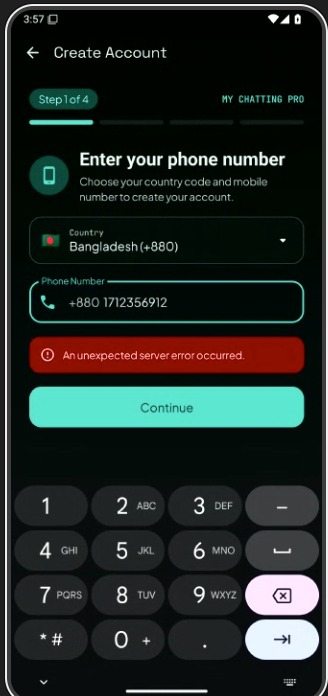 3:57
Create Account
Step 1 of 4
MY CHATTING PRO
Enter your phone number
Choose your country code and mobile
number to create your account.
Country
Bangladesh (+880)
Phone Number
+880 1712356912
An unexpected server error occurred.
Continue
1 2 ABC 3 DEF –
4 GHI 5 JKL 6 MNO
7 PQRS 8 TUV 9 WXYZ
* # 0 + .